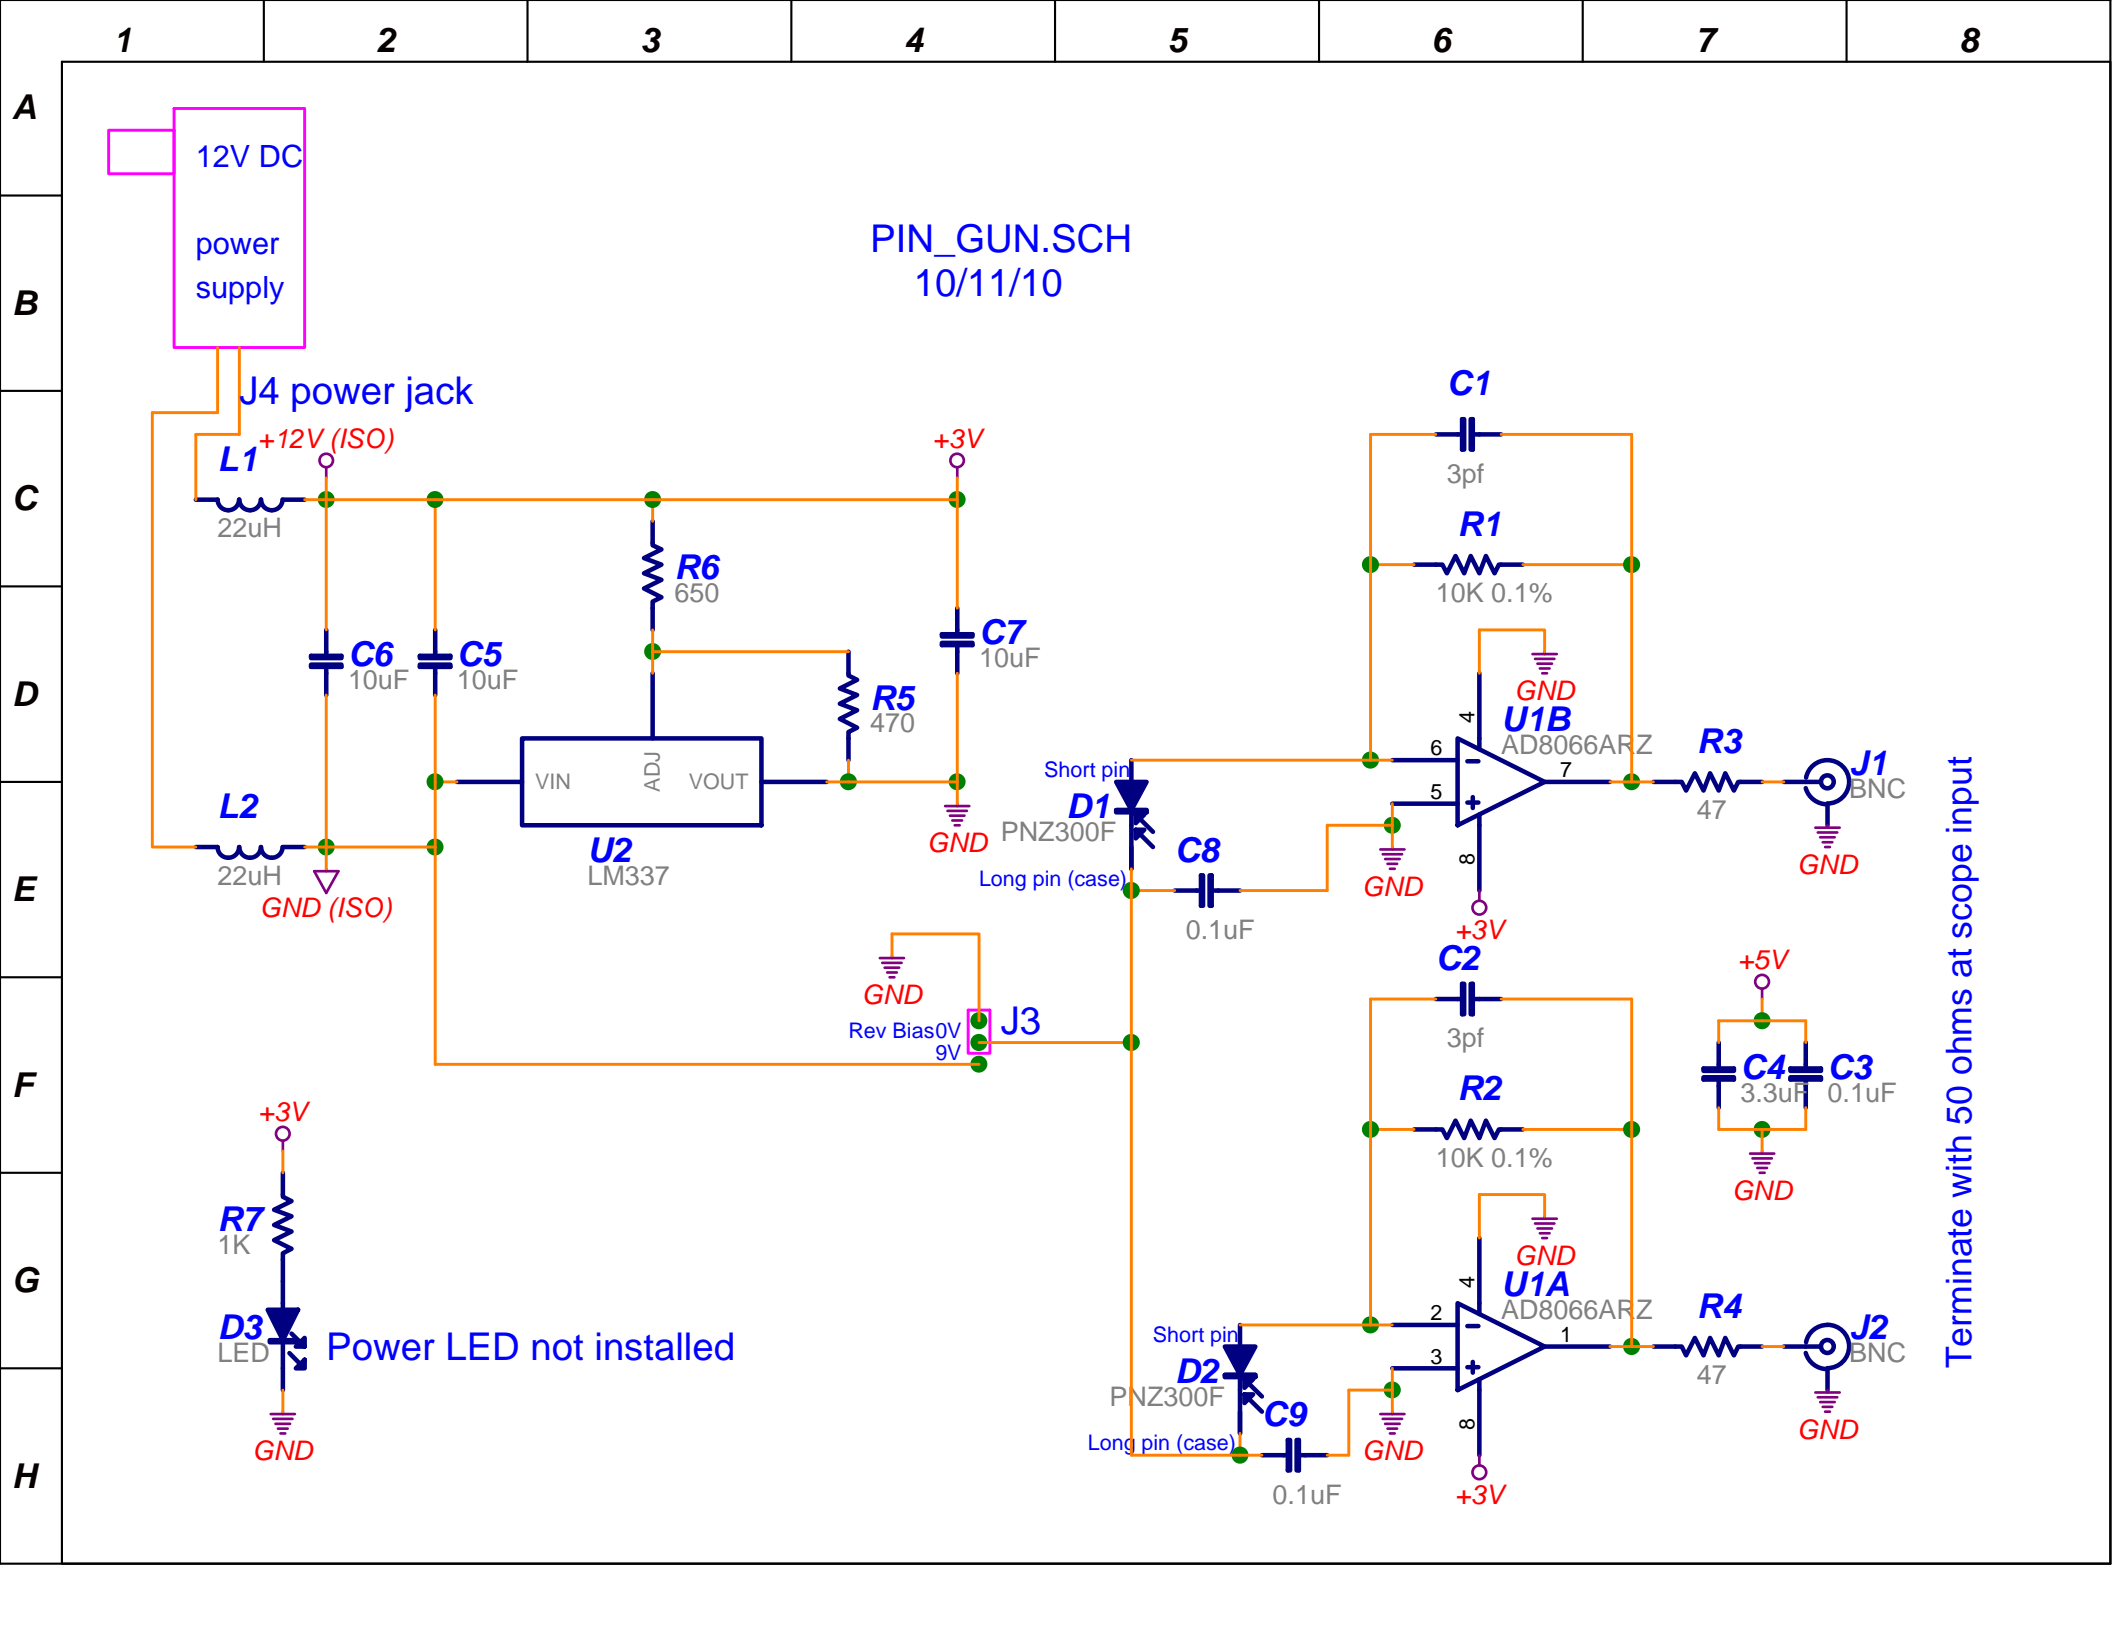 1 2 3 4 5 6 7 8
A
B
C
D
E
F
G
H
12V DC
power
supply
PIN_GUN.SCH
10/11/10
J4 power jack
+12V (ISO)
L1
22uH
+3V
R6
650
C6
10uF
C5
10uF
C7
10uF
R5
470
VIN
ADJ
VOUT
U2
LM337
GND
L2
22uH
GND (ISO)
C1
3pf
R1
10K 0.1%
GND
U1B
AD8066ARZ
4
6
5
7
8
R3
47
J1
BNC
GND
Short pin
D1
PNZ300F
C8
Long pin (case)
0.1uF
GND
+3V
GND
Rev Bias0V
9V
J3
C2
3pf
R2
10K 0.1%
+5V
C4
3.3uF
C3
0.1uF
GND
GND
U1A
AD8066ARZ
4
2
3
1
8
R4
47
J2
BNC
GND
Short pin
D2
PNZ300F
C9
Long pin (case)
0.1uF
GND
+3V
+3V
R7
1K
D3
LED
Power LED not installed
GND
Terminate with 50 ohms at scope input